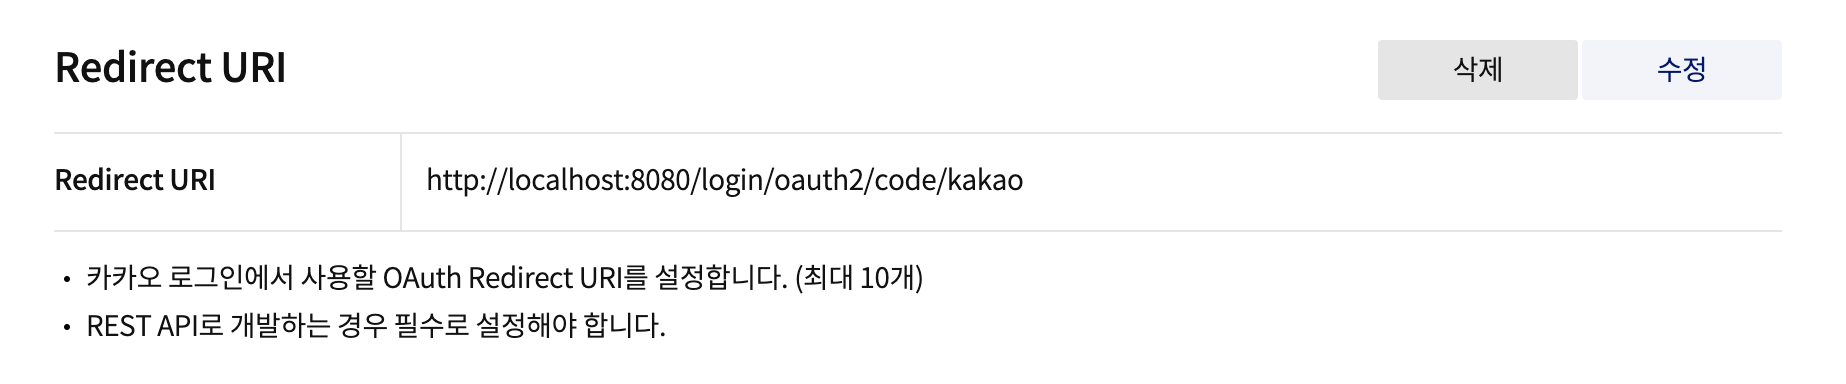 Redirect URI
삭제
수정
Redirect URI
http://localhost:8080/login/oauth2/code/kakao
• 카카오 로그인에서 사용할 OAuth Redirect URI를 설정합니다. (최대 10개)
• REST API로 개발하는 경우 필수로 설정해야 합니다.